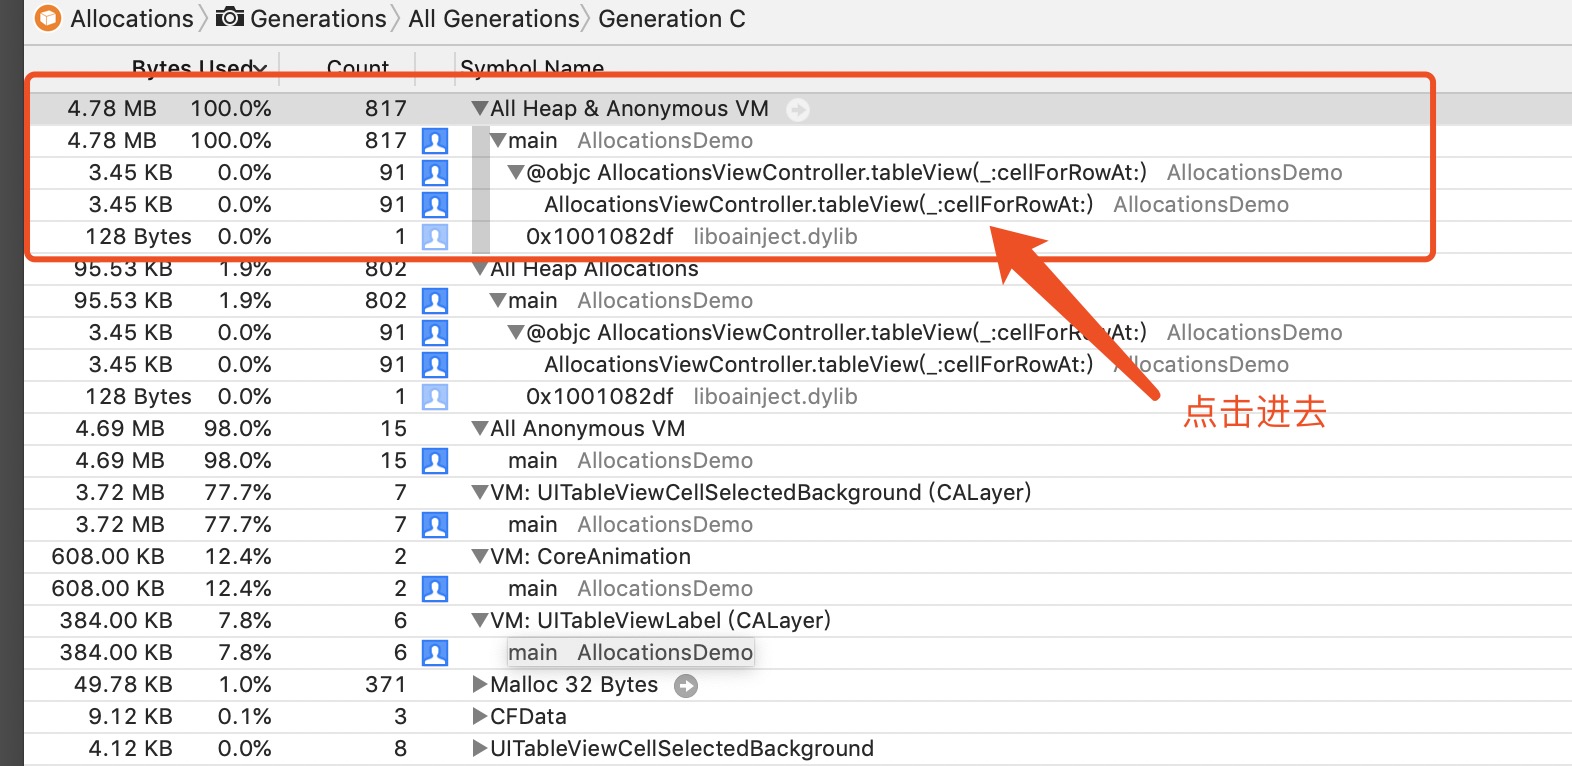 Allocations Generations All Generations Generation C
Bytes Used Count Symbol Name
4.78 MB 100.0% 817 All Heap & Anonymous VM
4.78 MB 100.0% 817 main AllocationsDemo
3.45 KB 0.0% 91 @objc AllocationsViewController.tableView(_:cellForRowAt:) AllocationsDemo
3.45 KB 0.0% 91 AllocationsViewController.tableView(_:cellForRowAt:) AllocationsDemo
128 Bytes 0.0% 1 0x1001082df liboainject.dylib
95.53 KB 1.9% 802 All Heap Allocations
95.53 KB 1.9% 802 main AllocationsDemo
3.45 KB 0.0% 91 @objc AllocationsViewController.tableView(_:cellForRowAt:) AllocationsDemo
3.45 KB 0.0% 91 AllocationsViewController.tableView(_:cellForRowAt:) AllocationsDemo
128 Bytes 0.0% 1 0x1001082df liboainject.dylib
点击进去
4.69 MB 98.0% 15 All Anonymous VM
4.69 MB 98.0% 15 main AllocationsDemo
3.72 MB 77.7% 7 VM: UITableViewCellSelectedBackground (CALayer)
3.72 MB 77.7% 7 main AllocationsDemo
608.00 KB 12.4% 2 VM: CoreAnimation
608.00 KB 12.4% 2 main AllocationsDemo
384.00 KB 7.8% 6 VM: UITableViewLabel (CALayer)
384.00 KB 7.8% 6 main AllocationsDemo
49.78 KB 1.0% 371 Malloc 32 Bytes
9.12 KB 0.1% 3 CFData
4.12 KB 0.0% 8 UITableViewCellSelectedBackground